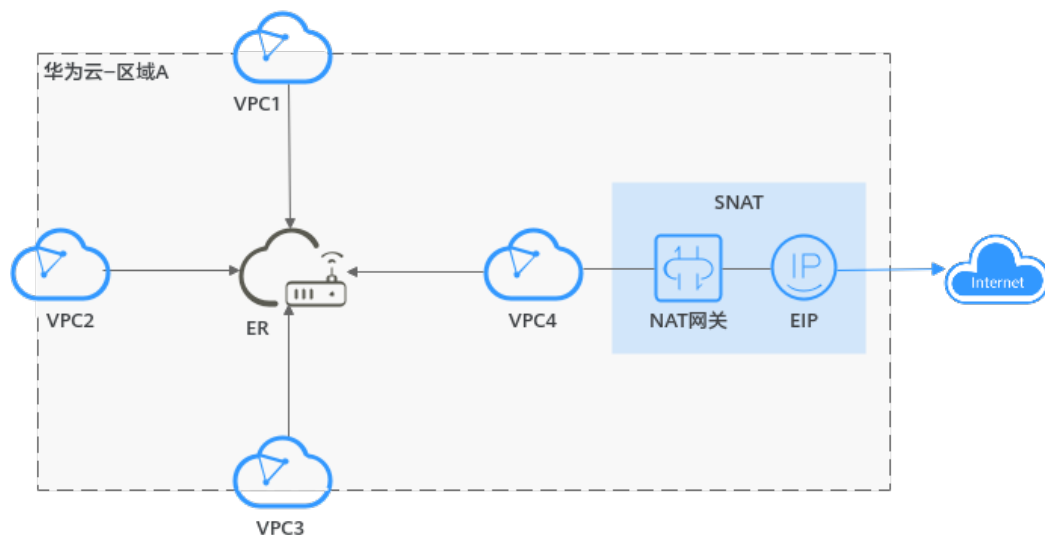 华为云–区域A
VPC1
SNAT
IP
Internet
VPC2
ER
VPC4
NAT网关
EIP
VPC3